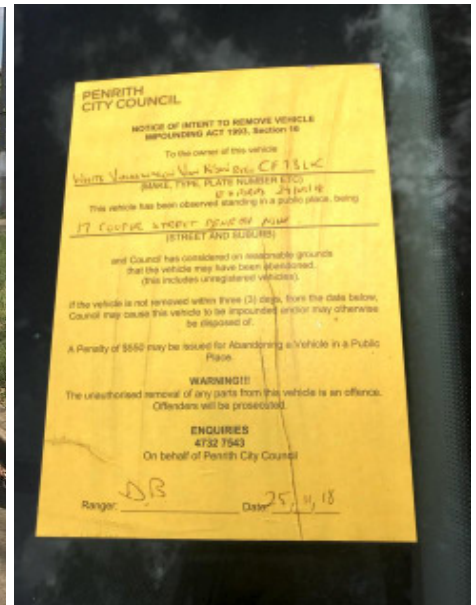 PENRITH
CITY COUNCIL
NOTICE OF INTENT TO REMOVE VEHICLE
IMPOUNDING ACT 1993, Section 16
To the owner of this vehicle
White Volkswagen Van
(MAKE, TYPE, PLATE NUMBER ETC)
This vehicle has been observed standing in a public place, being
17 STREET PENRITH NSW
(STREET AND SUBURB)
and Council has considered on reasonable grounds
that the vehicle may have been abandoned.
(this includes unregistered vehicles).
If the vehicle is not removed within three (3) days, from the date below,
Council may cause this vehicle to be impounded and/or may otherwise
be disposed of.
A Penalty of $550 may be issued for Abandoning a Vehicle in a Public
Place.
WARNING!!!
The unauthorised removal of any parts from this vehicle is an offence.
Offenders will be prosecuted.
ENQUIRIES
4732 7543
On behalf of Penrith City Council
Ranger: DB Date: 25, 11, 18